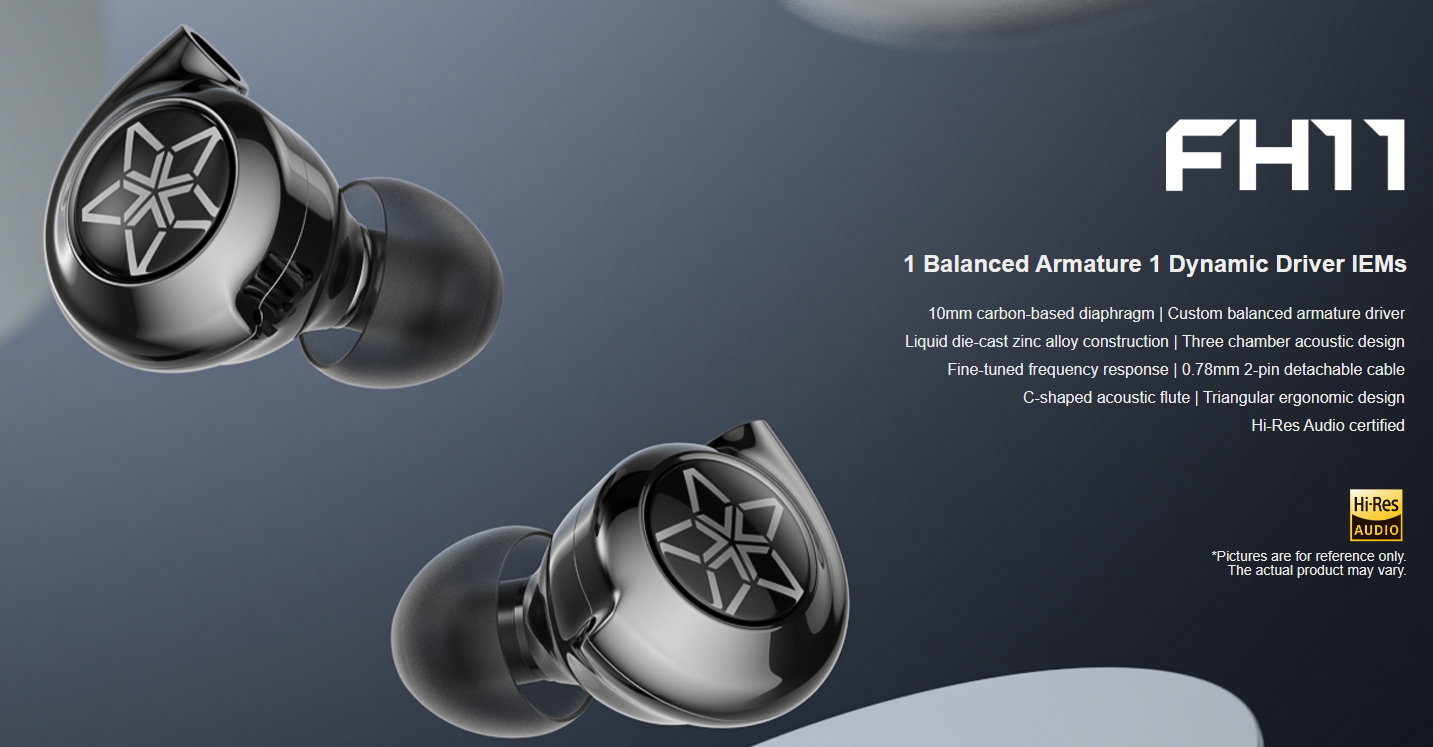 FH11
1 Balanced Armature 1 Dynamic Driver IEMs
10mm carbon-based diaphragm | Custom balanced armature driver
Liquid die-cast zinc alloy construction | Three chamber acoustic design
Fine-tuned frequency response | 0.78mm 2-pin detachable cable
C-shaped acoustic flute | Triangular ergonomic design
Hi-Res Audio certified
Hi-Res
AUDIO
*Pictures are for reference only.
The actual product may vary.